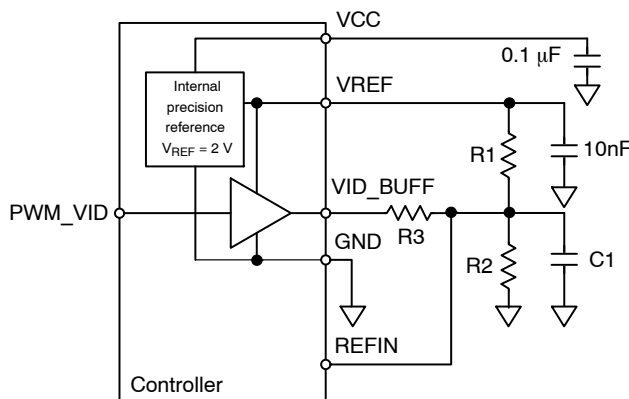 VCC
0.1 μF
Internal
precision
reference
VREF = 2 V
VREF
R1
10nF
PWM_VID
VID_BUFF
R3
GND
R2
C1
REFIN
Controller